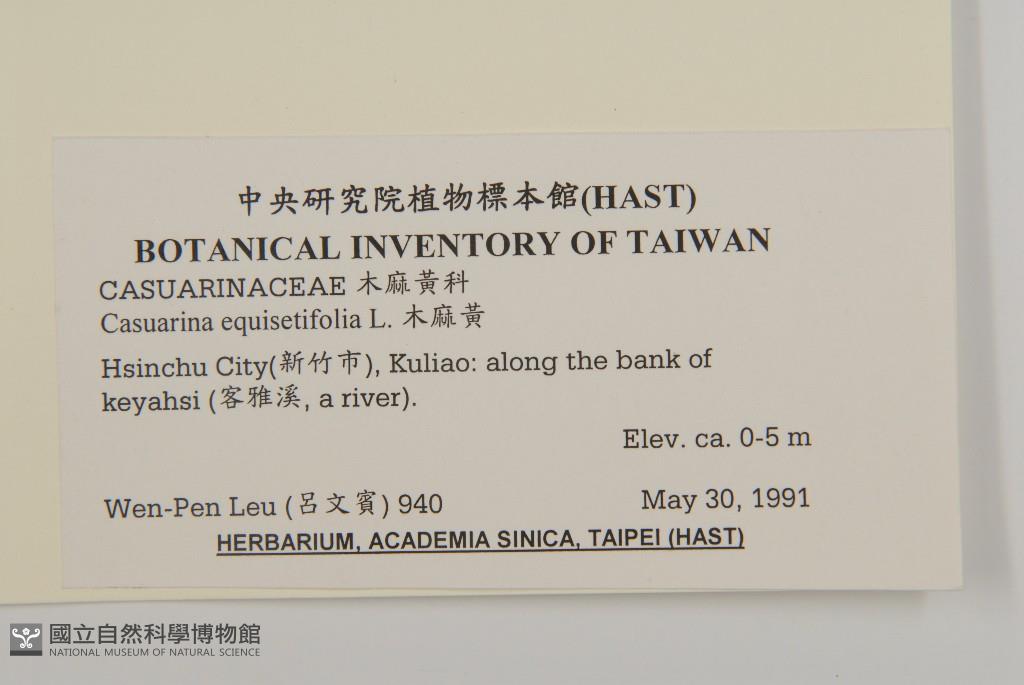 中央研究院植物標本館(HAST)
BOTANICAL INVENTORY OF TAIWAN
CASUARINACEAE 木麻黃科
Casuarina equisetifolia L. 木麻黃
Hsinchu City(新竹市), Kuliao: along the bank of
keyahsi (客雅溪, a river).
Elev. ca. 0-5 m
Wen-Pen Leu (呂文賓) 940 May 30, 1991
HERBARIUM, ACADEMIA SINICA, TAIPEI (HAST)
國立自然科學博物館
NATIONAL MUSEUM OF NATURAL SCIENCE